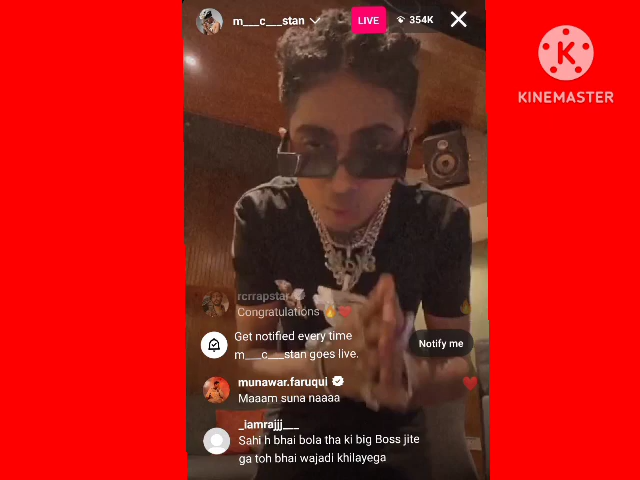 m___c___stan
LIVE
354K
KINEMASTER
rcrrapstar
Congratulations 🔥❤️
Get notified every time
m___c___stan goes live.
Notify me
munawar.faruqui
Maaam suna naaaa
_iamrajjj___
Sahi h bhai bola tha ki big Boss jite
ga toh bhai wajadi khilayega